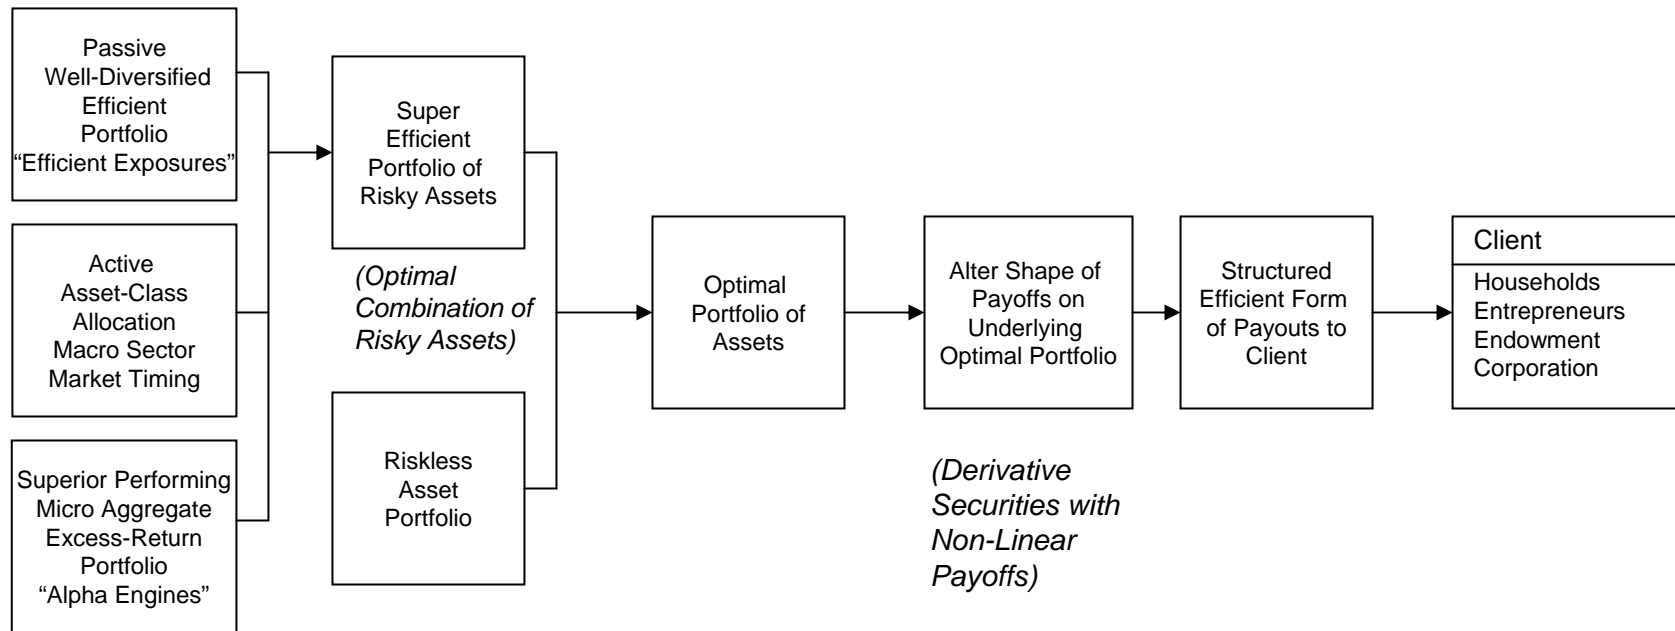 Passive
Well-Diversified
Efficient
Portfolio
“Efficient Exposures”
Active
Asset-Class
Allocation
Macro Sector
Market Timing
Superior Performing
Micro Aggregate
Excess-Return
Portfolio
“Alpha Engines”
Super
Efficient
Portfolio of
Risky Assets
(Optimal
Combination of
Risky Assets)
Riskless
Asset
Portfolio
Optimal
Portfolio of
Assets
Alter Shape of
Payoffs on
Underlying
Optimal Portfolio
(Derivative
Securities with
Non-Linear
Payoffs)
Structured
Efficient Form
of Payouts to
Client
Client
Households
Entrepreneurs
Endowment
Corporation